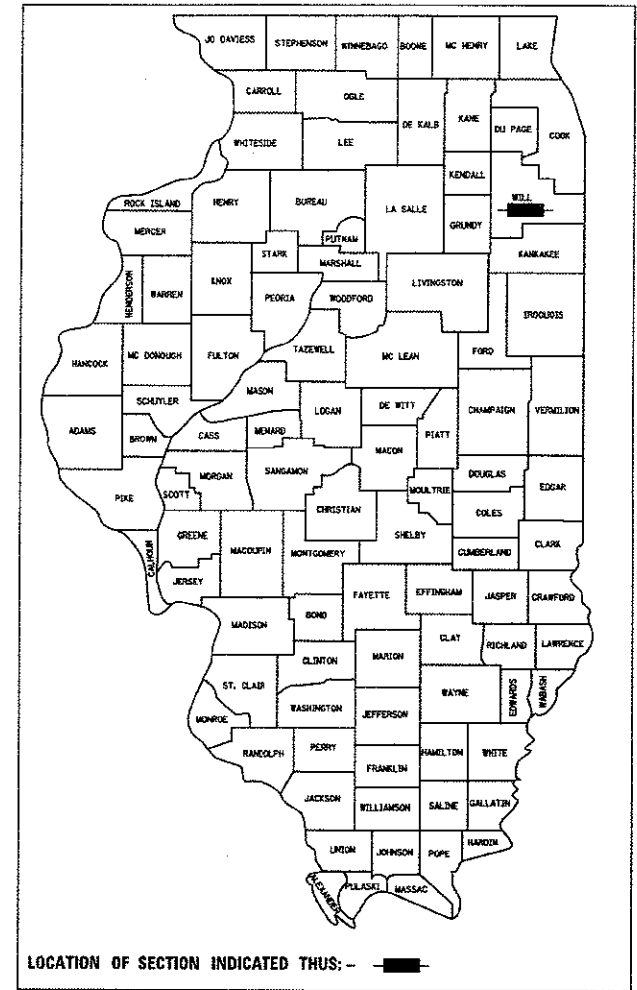 JO DAVIESS STEPHENSON WINNEBAGO BOONE MC HENRY LAKE
CARROLL OGLE DE KALB KANE DU PAGE COOK
WHITESIDE LEE KENDALL WILL
ROCK ISLAND HENRY BUREAU LA SALLE GRUNDY
MERCER PUTNAM KANKAKEE
STARK MARSHALL
HENDERSON WARREN KNOX PEORIA WOODFORD LIVINGSTON IROQUOIS
HANCOCK MC DONOUGH FULTON TAZEWELL MC LEAN FORD
SCHUYLER MASON LOGAN DE WITT CHAMPAIGN VERMILION
ADAMS BROWN CASS MENARD MACON PIATT
PIKE SCOTT MORGAN SANGAMON MOULTRIE DOUGLAS EDGAR
CHRISTIAN COLES
CALHOUN GREENE MACOUPIN MONTGOMERY SHELBY CUMBERLAND CLARK
JERSEY FAYETTE EFFINGHAM JASPER CRAWFORD
MADISON BOND CLAY RICHLAND LAWRENCE
CLINTON MARION
ST. CLAIR WASHINGTON WAYNE EDWARDS WABASH
MONROE JEFFERSON
RANDOLPH PERRY HAMILTON WHITE
FRANKLIN
JACKSON WILLIAMSON SALINE GALLATIN
UNION JOHNSON POPE HARDIN
ALEXANDER PULASKI MASSAC
LOCATION OF SECTION INDICATED THUS: -